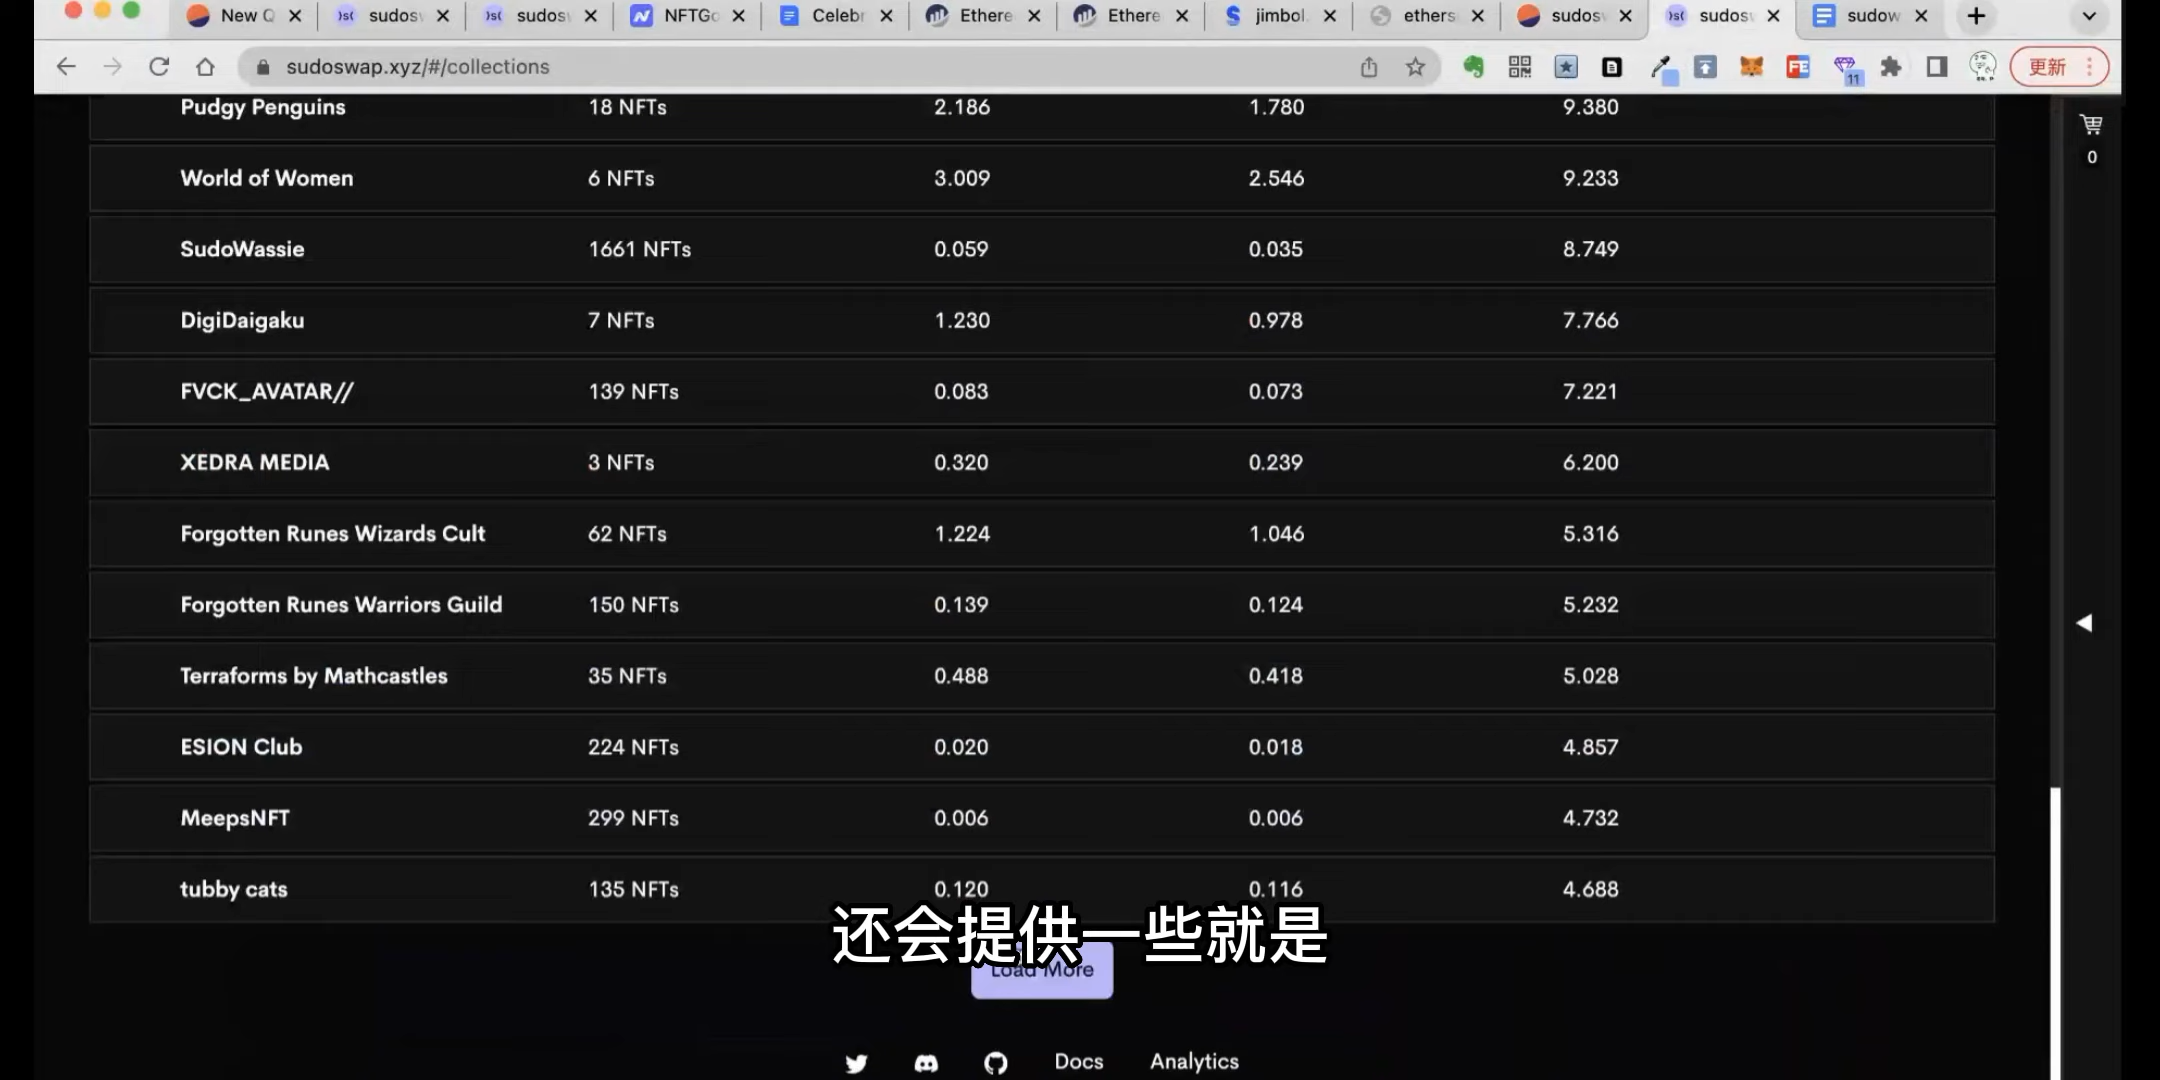 New Q sudos sudos NFTGo Celebr Ethere Ethere jimbol. ethers sudos sudos sudow
sudoswap.xyz/#/collections
11
更新
Pudgy Penguins 18 NFTs 2.186 1.780 9.380
0
World of Women 6 NFTs 3.009 2.546 9.233
SudoWassie 1661 NFTs 0.059 0.035 8.749
DigiDaigaku 7 NFTs 1.230 0.978 7.766
FVCK_AVATAR// 139 NFTs 0.083 0.073 7.221
XEDRA MEDIA 3 NFTs 0.320 0.239 6.200
Forgotten Runes Wizards Cult 62 NFTs 1.224 1.046 5.316
Forgotten Runes Warriors Guild 150 NFTs 0.139 0.124 5.232
Terraforms by Mathcastles 35 NFTs 0.488 0.418 5.028
ESION Club 224 NFTs 0.020 0.018 4.857
MeepsNFT 299 NFTs 0.006 0.006 4.732
tubby cats 135 NFTs 0.120 0.116 4.688
还会提供一些就是
Load More
Docs Analytics